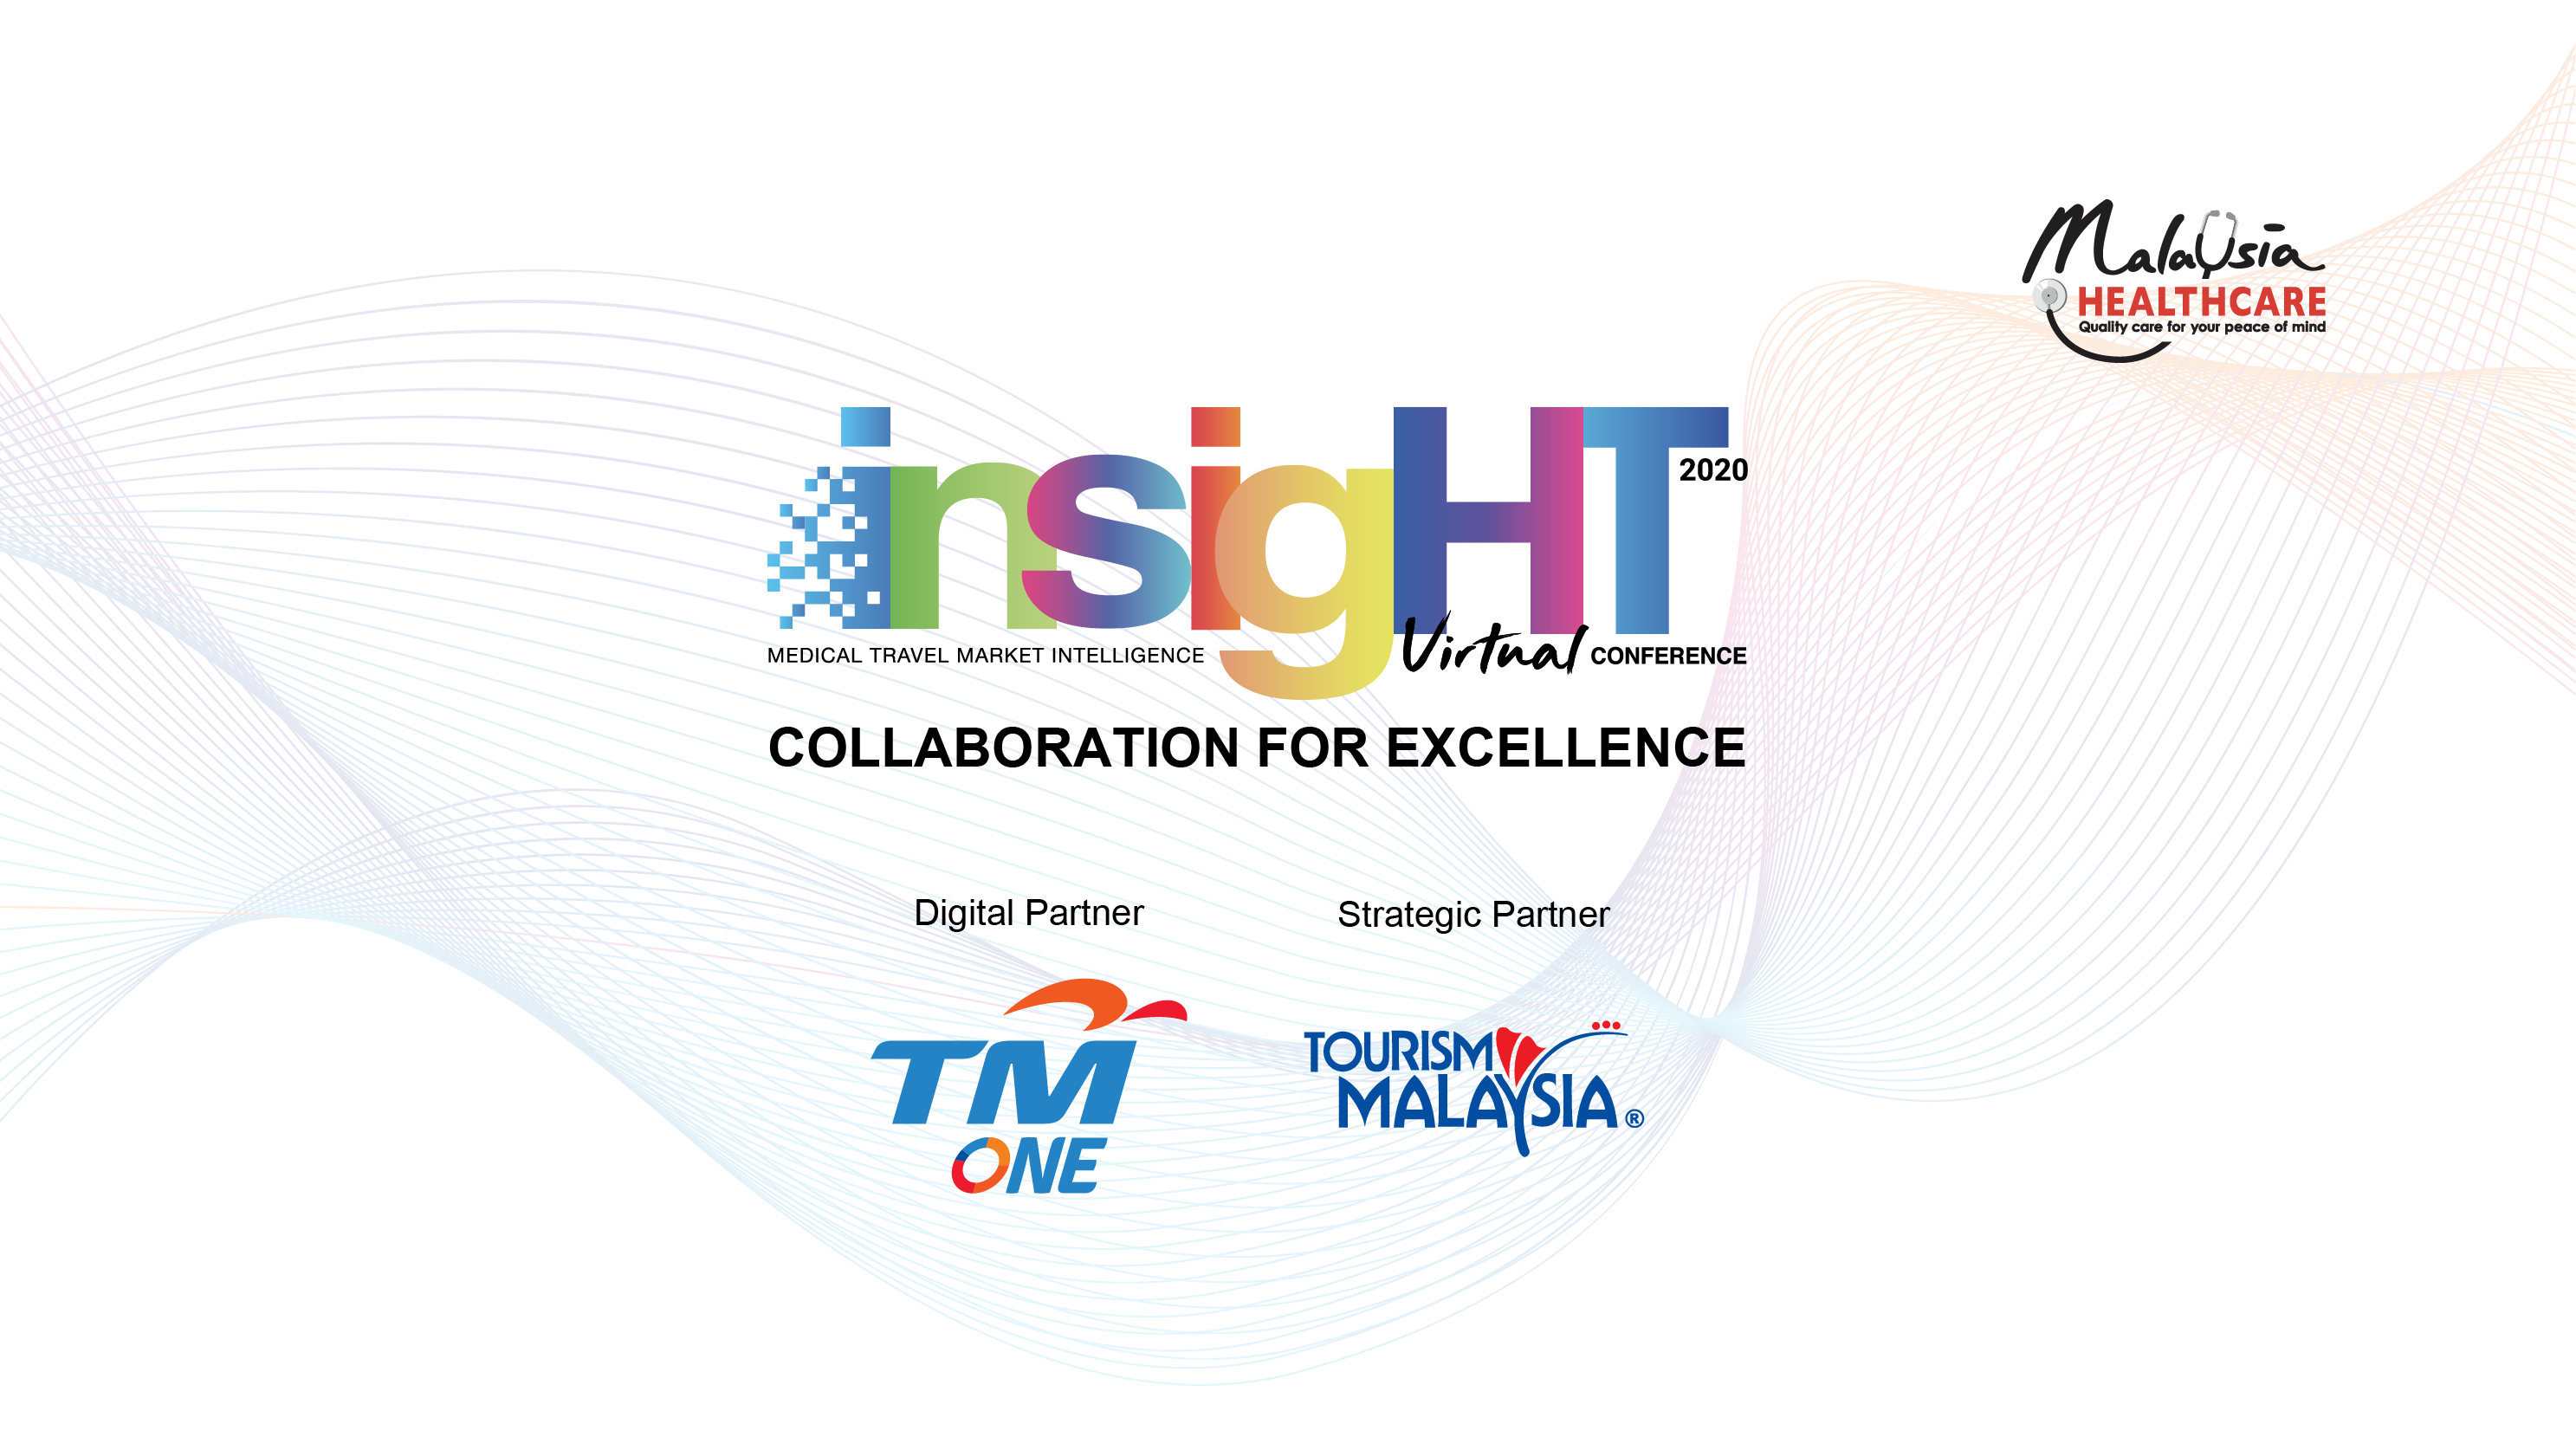 Malaysia
HEALTHCARE
Quality care for your peace of mind
insigHT
2020
MEDICAL TRAVEL MARKET INTELLIGENCE
Virtual CONFERENCE
COLLABORATION FOR EXCELLENCE
Digital Partner
Strategic Partner
TM
ONE
TOURISM
MALAYSIA ®